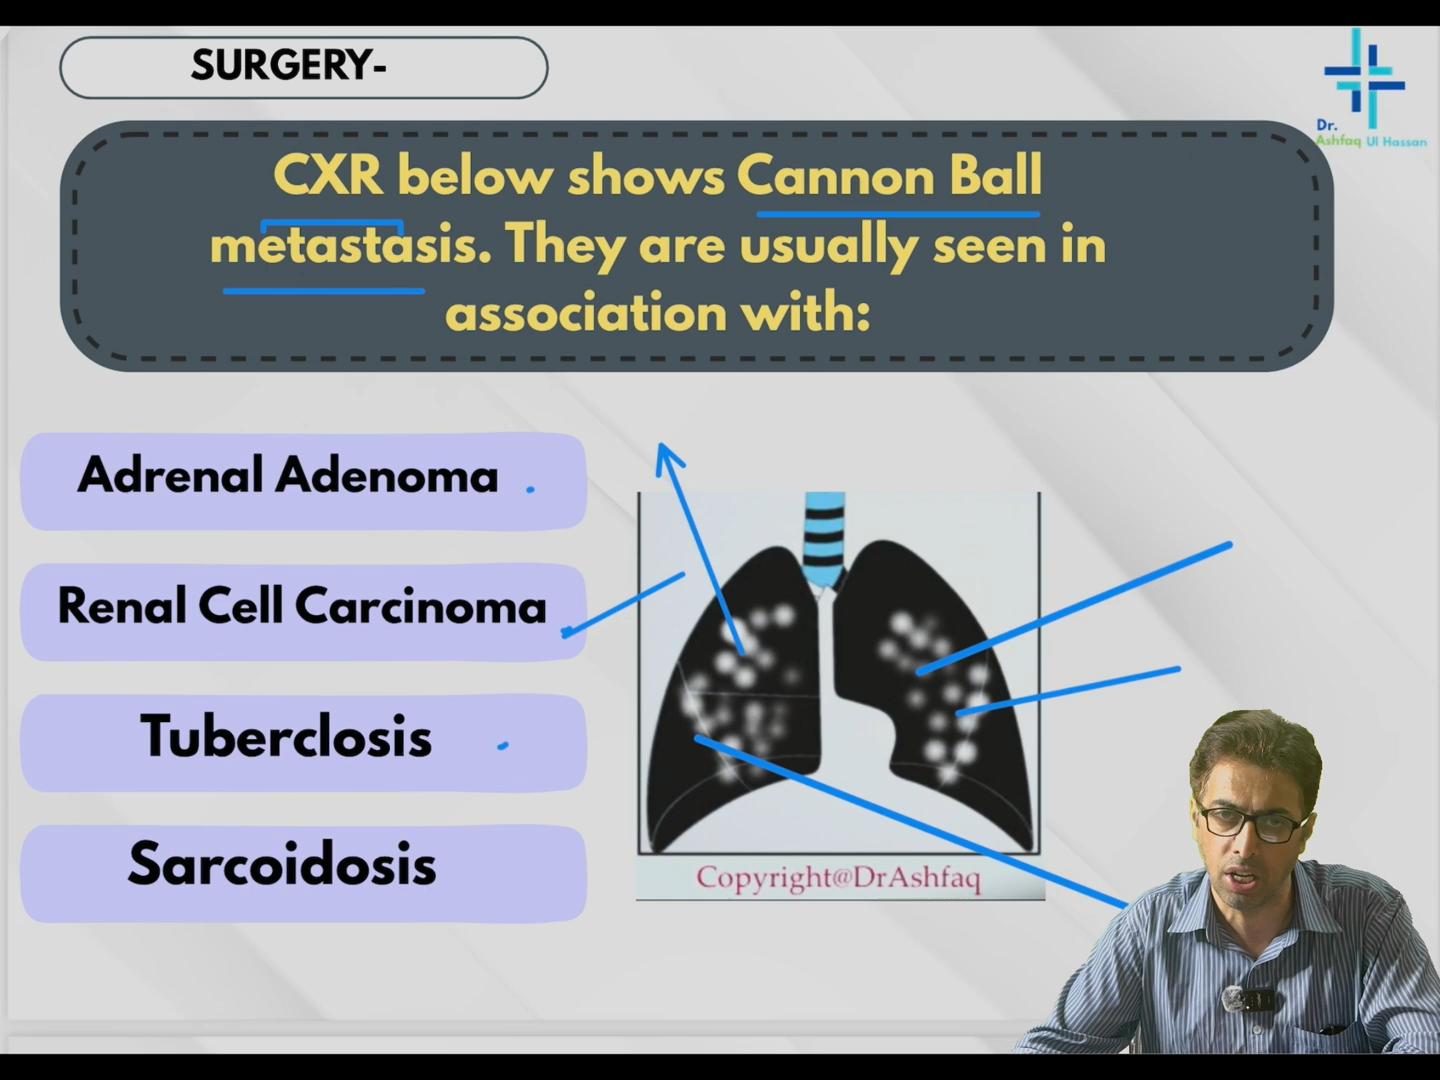 SURGERY-
Dr.
Ashfaq Ul Hassan
CXR below shows Cannon Ball
metastasis. They are usually seen in
association with:
Adrenal Adenoma
Renal Cell Carcinoma
Tuberclosis
Sarcoidosis
Copyright@DrAshfaq